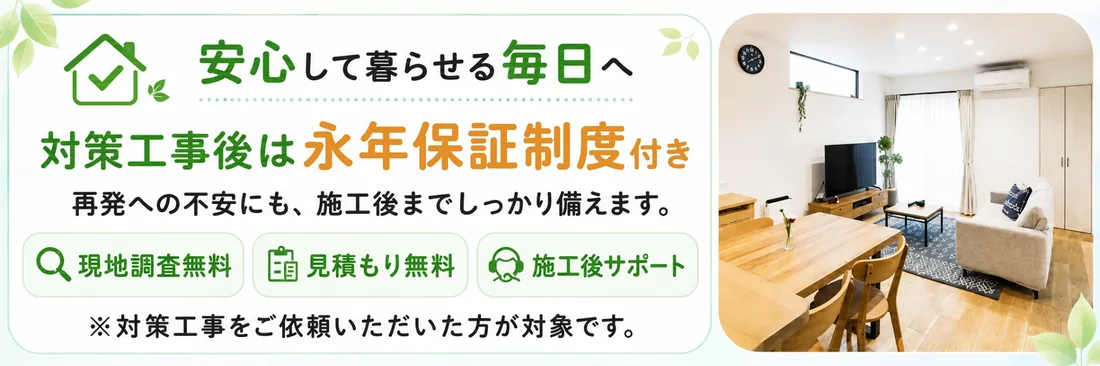 安心して暮らせる毎日へ
対策工事後は永年保証制度付き
再発への不安にも、施工後までしっかり備えます。
現地調査無料
見積もり無料
施工後サポート
※対策工事をご依頼いただいた方が対象です。